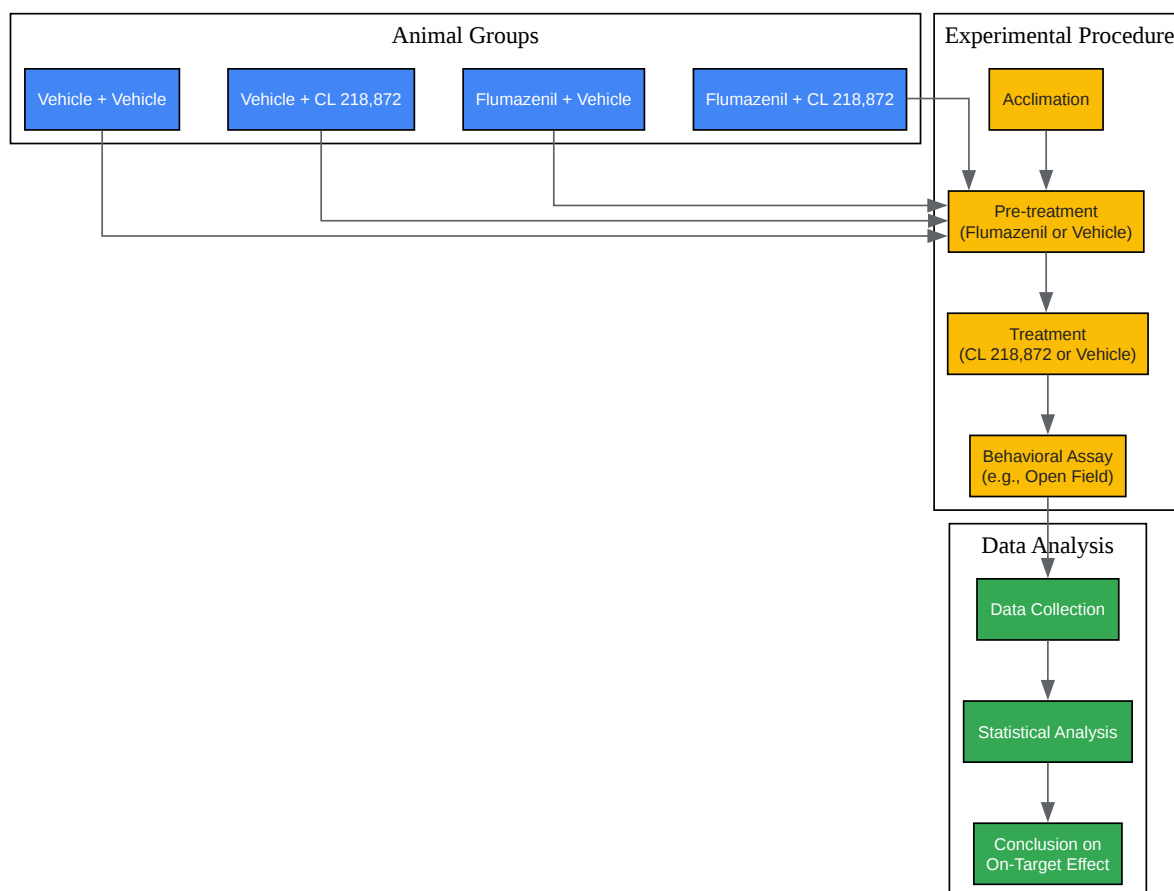 Animal Groups
Vehicle + Vehicle
Vehicle + CL 218,872
Flumazenil + Vehicle
Flumazenil + CL 218,872
Experimental Procedure
Acclimation
Pre-treatment
(Flumazenil or Vehicle)
Treatment
(CL 218,872 or Vehicle)
Behavioral Assay
(e.g., Open Field)
Data Analysis
Data Collection
Statistical Analysis
Conclusion on
On-Target Effect